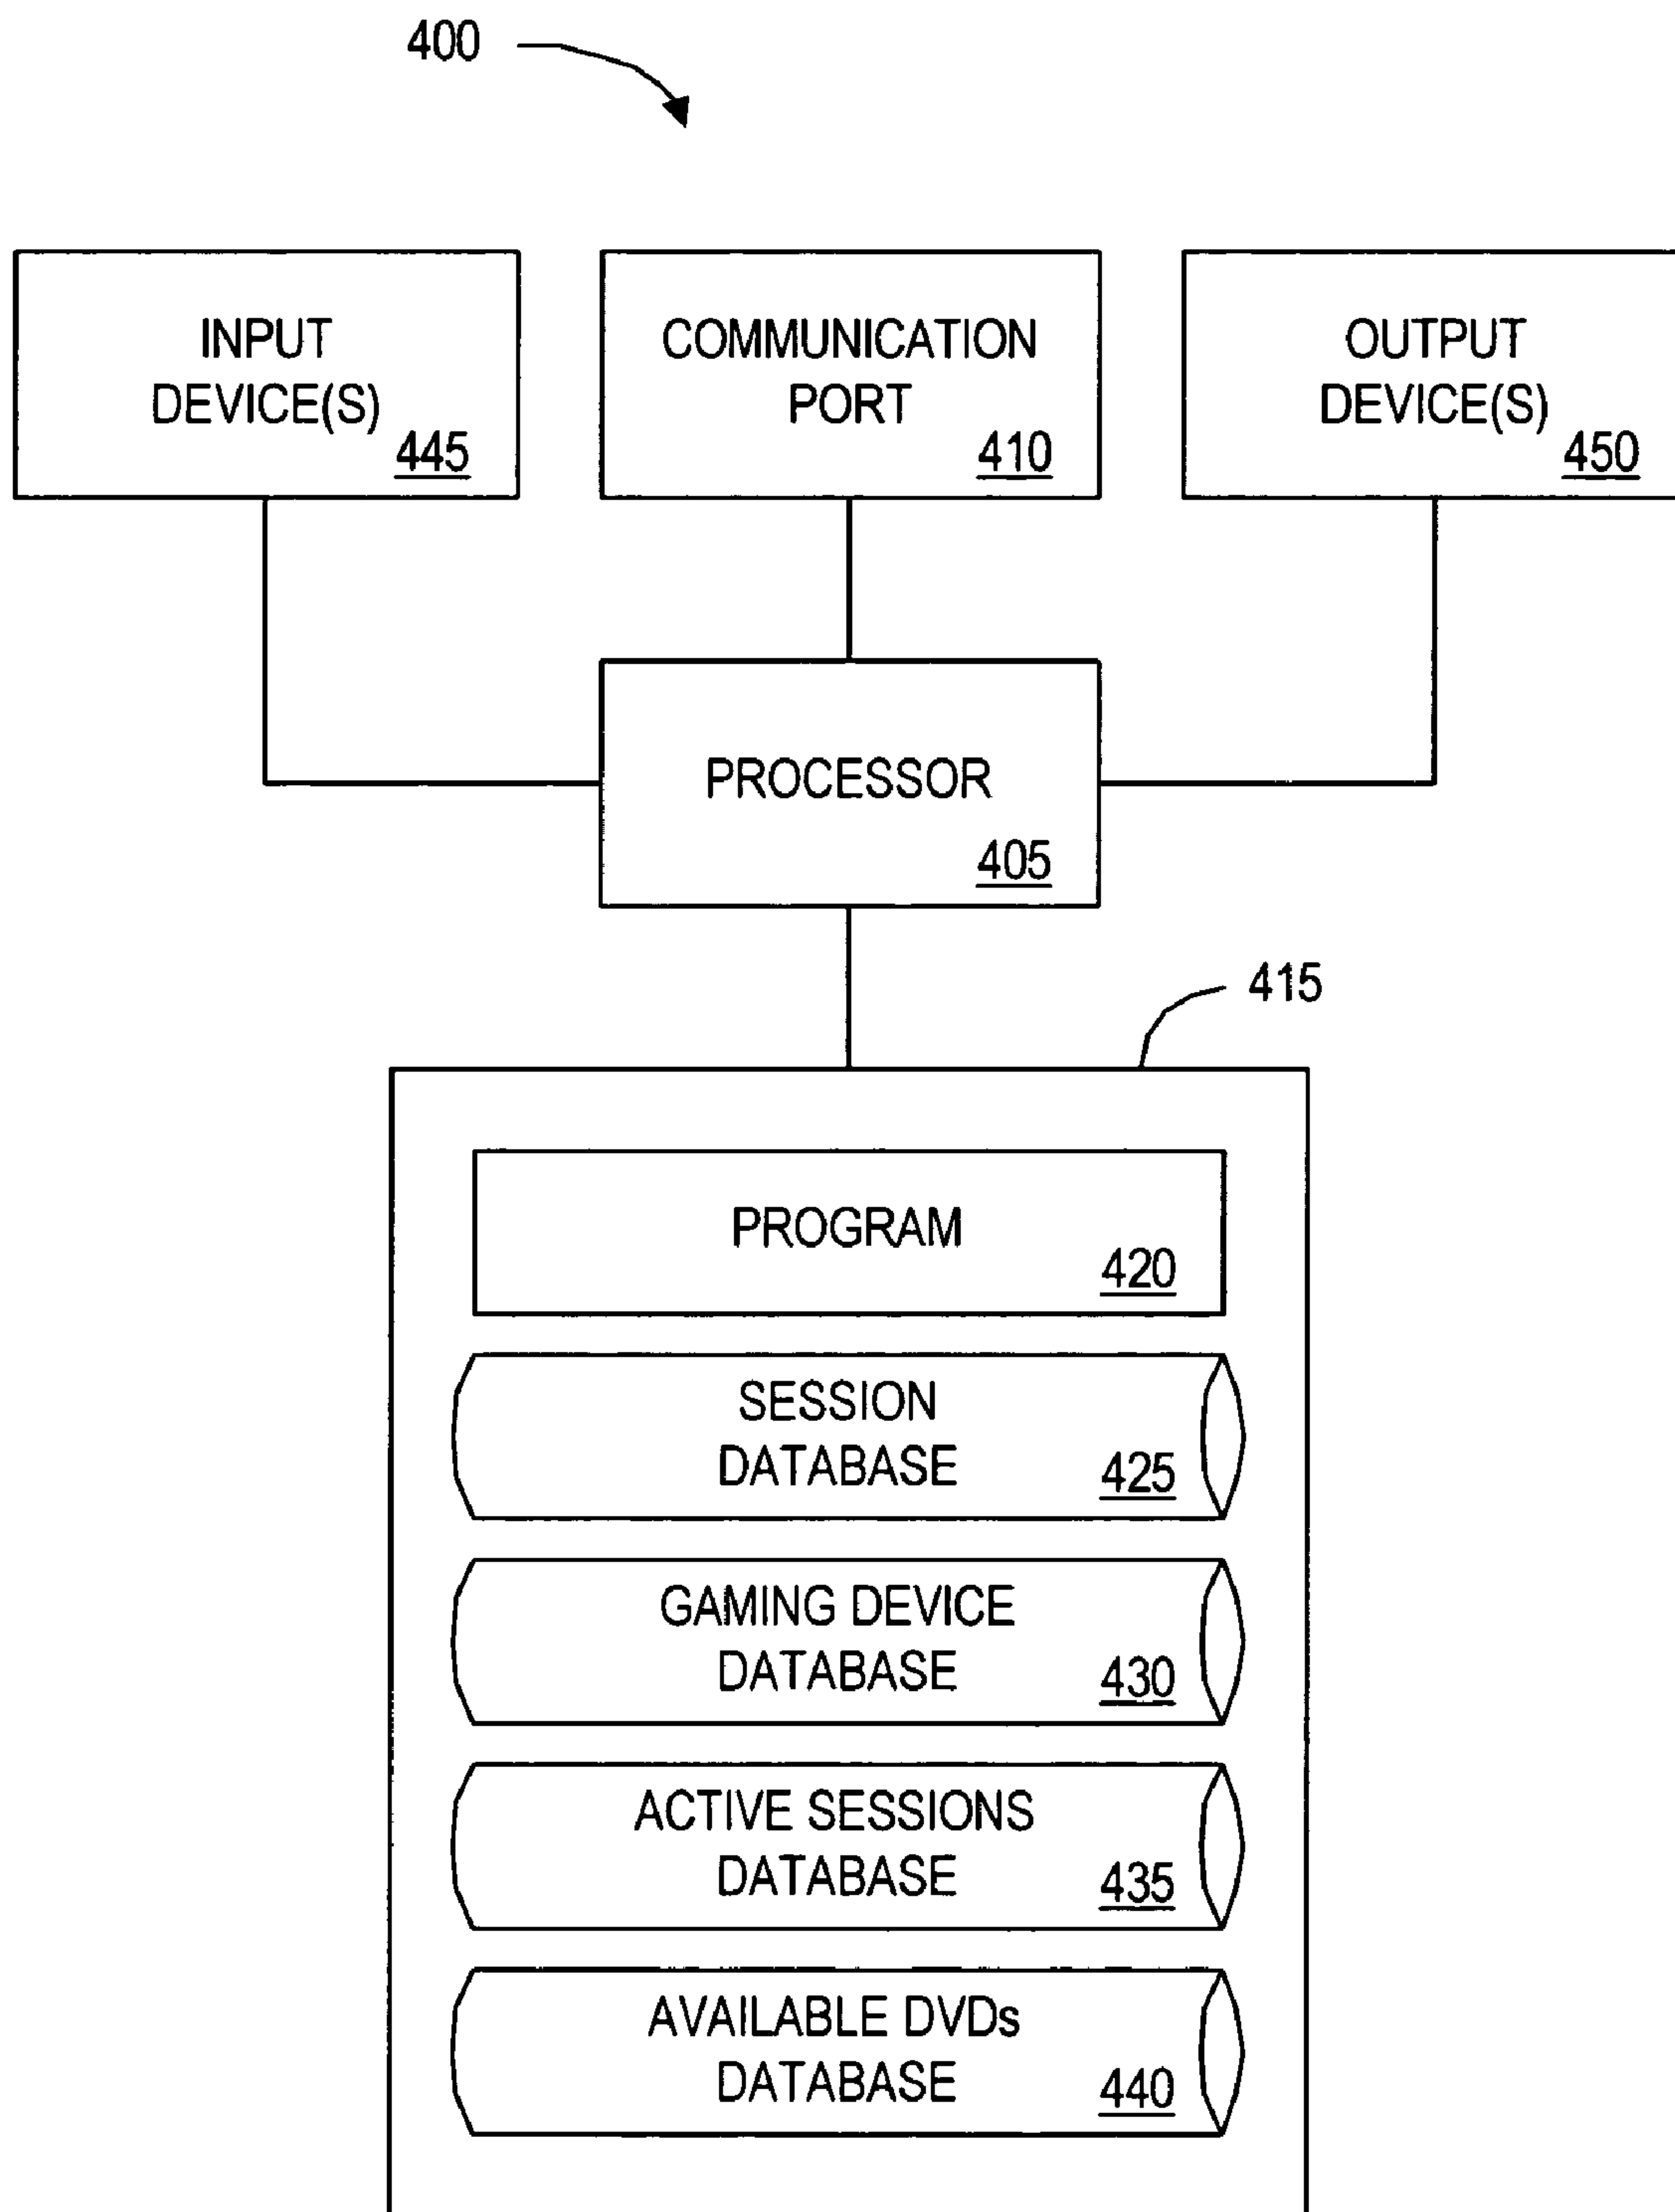 400
INPUT
DEVICE(S)
445
COMMUNICATION
PORT
410
OUTPUT
DEVICE(S)
450
PROCESSOR
405
415
PROGRAM
420
SESSION
DATABASE
425
GAMING DEVICE
DATABASE
430
ACTIVE SESSIONS
DATABASE
435
AVAILABLE DVDs
DATABASE
440